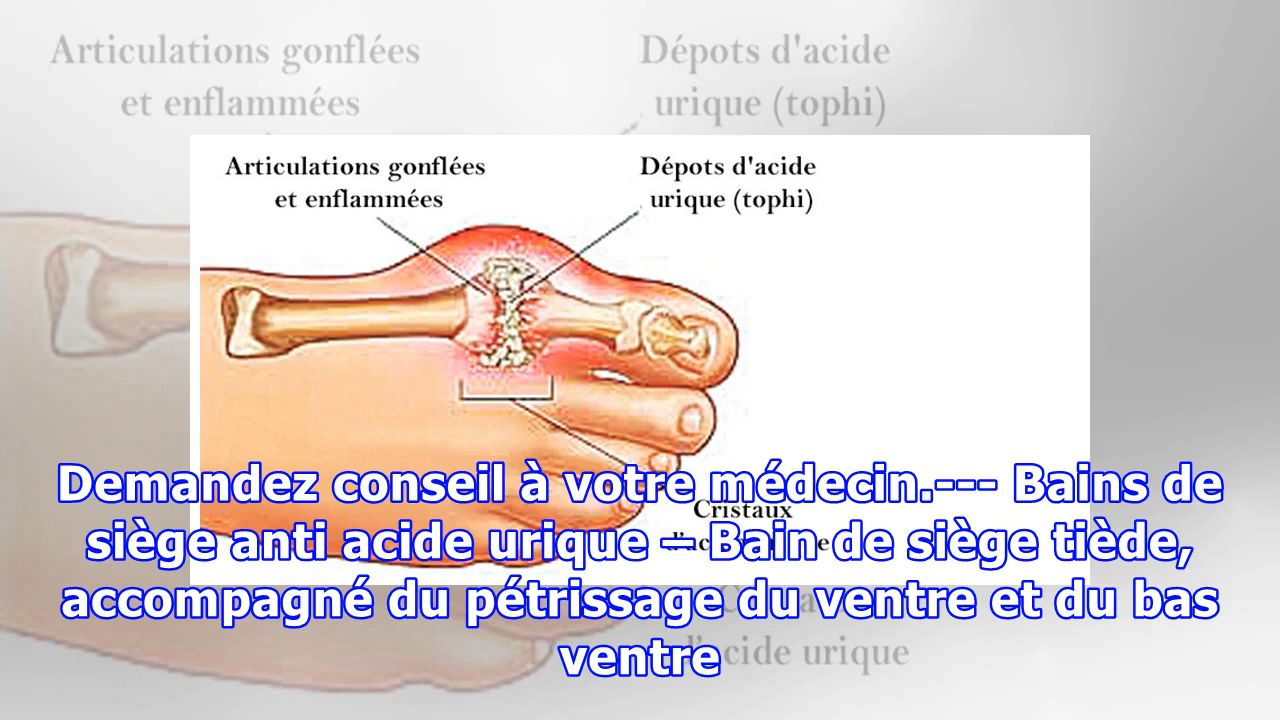 Articulations gonflées
et enflammées
Dépots d'acide
urique (tophi)
Articulations gonflées
et enflammées
Dépots d'acide
urique (tophi)
Cristaux
Demandez conseil à votre médecin.--- Bains de
siège anti acide urique – Bain de siège tiède,
accompagné du pétrissage du ventre et du bas
ventre
d'acide urique